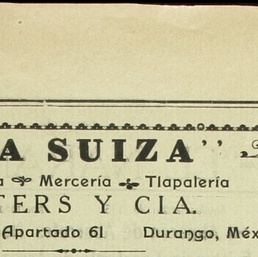 A SUIZA"
a Mercería Tlapalería
TERS Y CIA.
Apartado 61 Durango, Méx